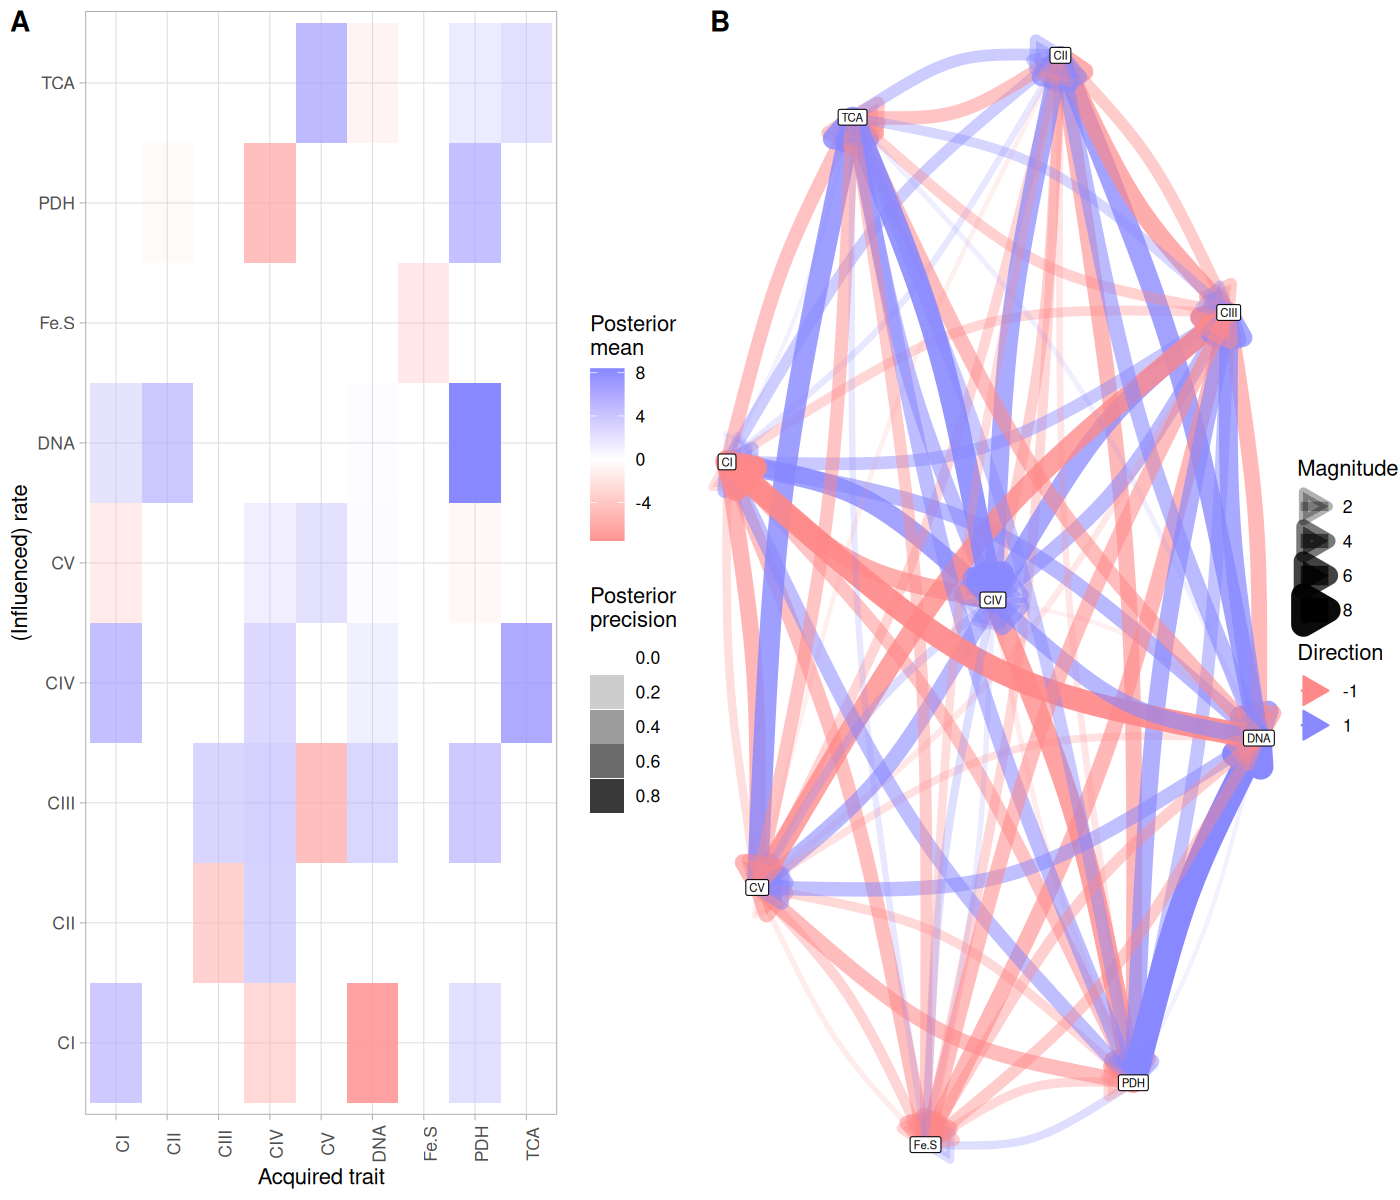 A
TCA
PDH
Fe.S
DNA
CV
CIV
CIII
CII
CI
(Influenced) rate
CI
CII
CIII
CIV
CV
DNA
Fe.S
PDH
TCA
Acquired trait
Posterior
mean
8
4
0
-4
Posterior
precision
0.0
0.2
0.4
0.6
0.8
B
CII
TCA
CIII
CI
CIV
DNA
CV
PDH
Fe.S
Magnitude
2
4
6
8
Direction
-1
1